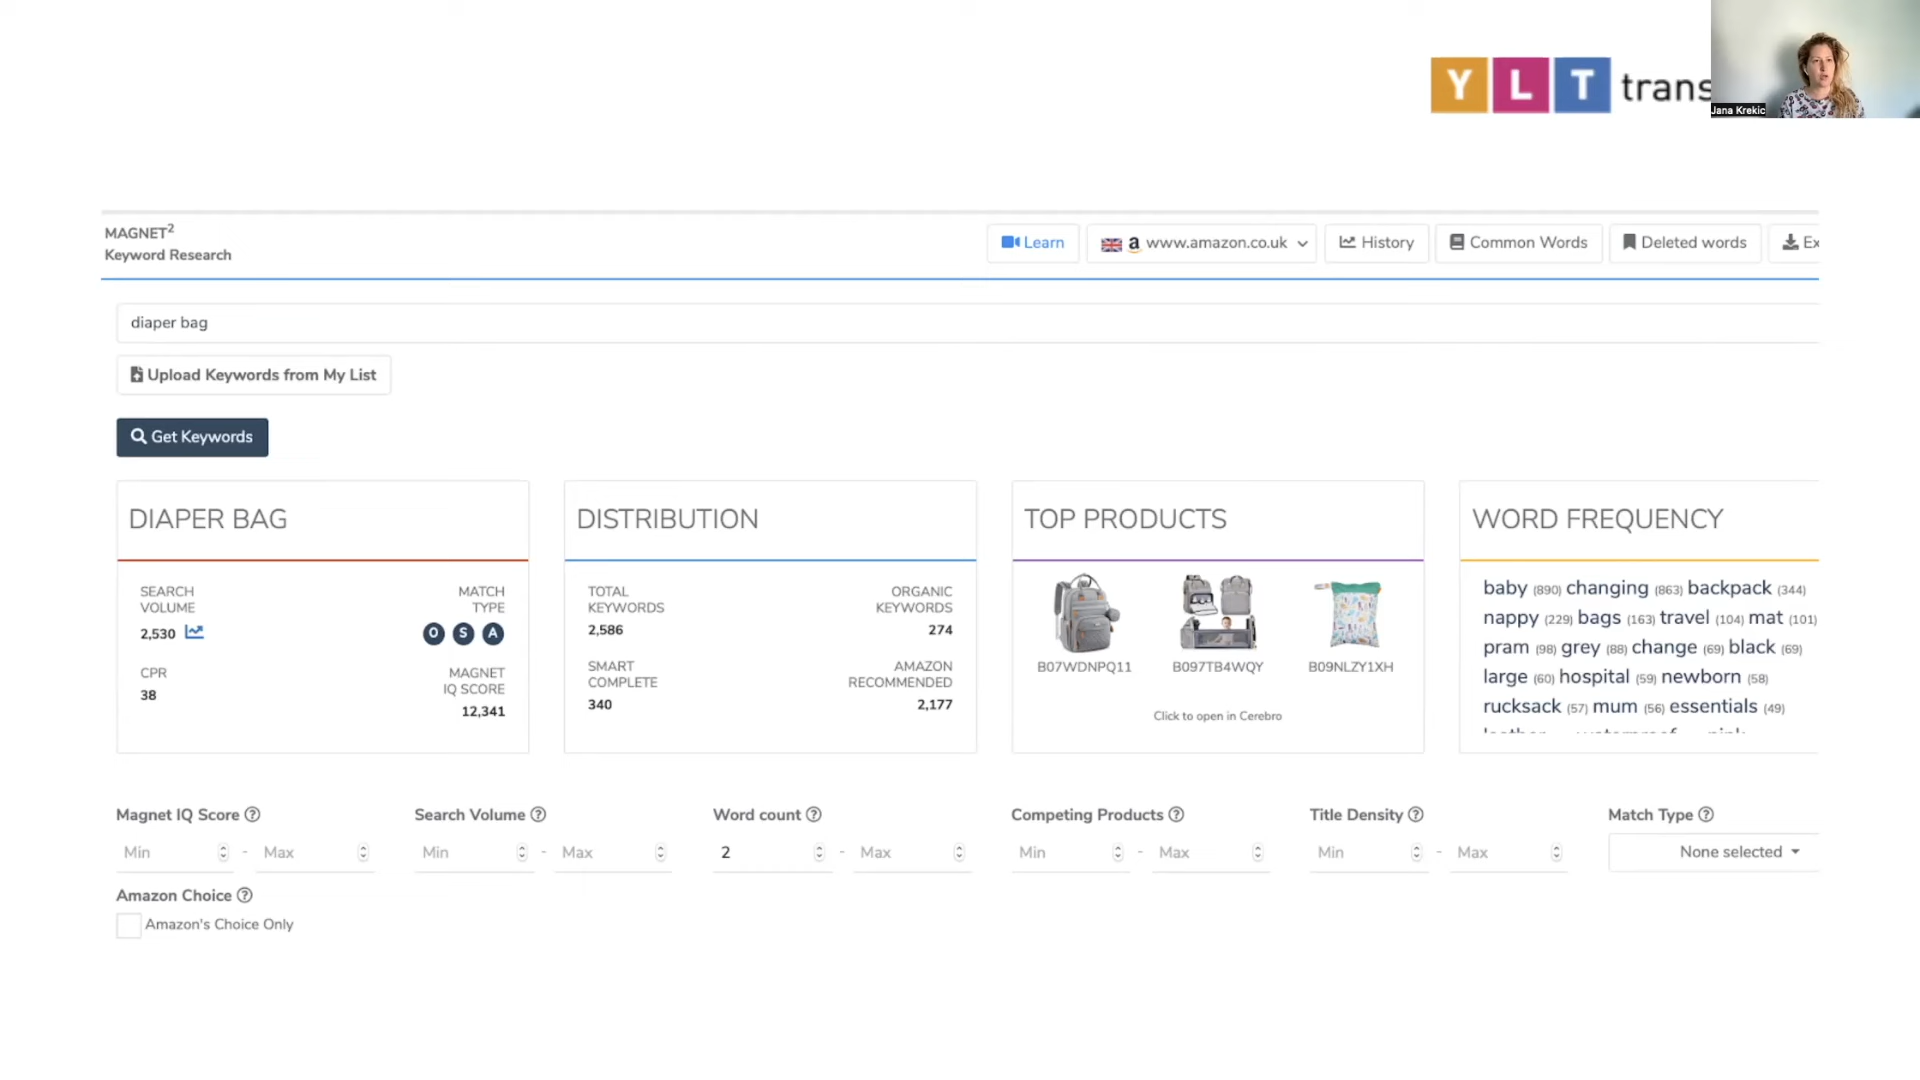 YLT trans
Jana Krekic
MAGNET2
Keyword Research
Learn
a www.amazon.co.uk
History
Common Words
Deleted words
Ex
diaper bag
Upload Keywords from My List
Get Keywords
DIAPER BAG
SEARCH VOLUME
2,530
MATCH TYPE
O S A
CPR
38
MAGNET IQ SCORE
12,341
DISTRIBUTION
TOTAL KEYWORDS
2,586
ORGANIC KEYWORDS
274
SMART COMPLETE
340
AMAZON RECOMMENDED
2,177
TOP PRODUCTS
B07WDNPQ11 B097TB4WQY B09NLZY1XH
Click to open in Cerebro
WORD FREQUENCY
baby (890) changing (863) backpack (344)
nappy (229) bags (163) travel (104) mat (101)
pram (98) grey (88) change (69) black (69)
large (60) hospital (59) newborn (58)
rucksack (57) mum (56) essentials (49)
Magnet IQ Score ?
Min - Max
Search Volume ?
Min - Max
Word count ?
2 - Max
Competing Products ?
Min - Max
Title Density ?
Min - Max
Match Type ?
None selected
Amazon Choice ?
Amazon's Choice Only